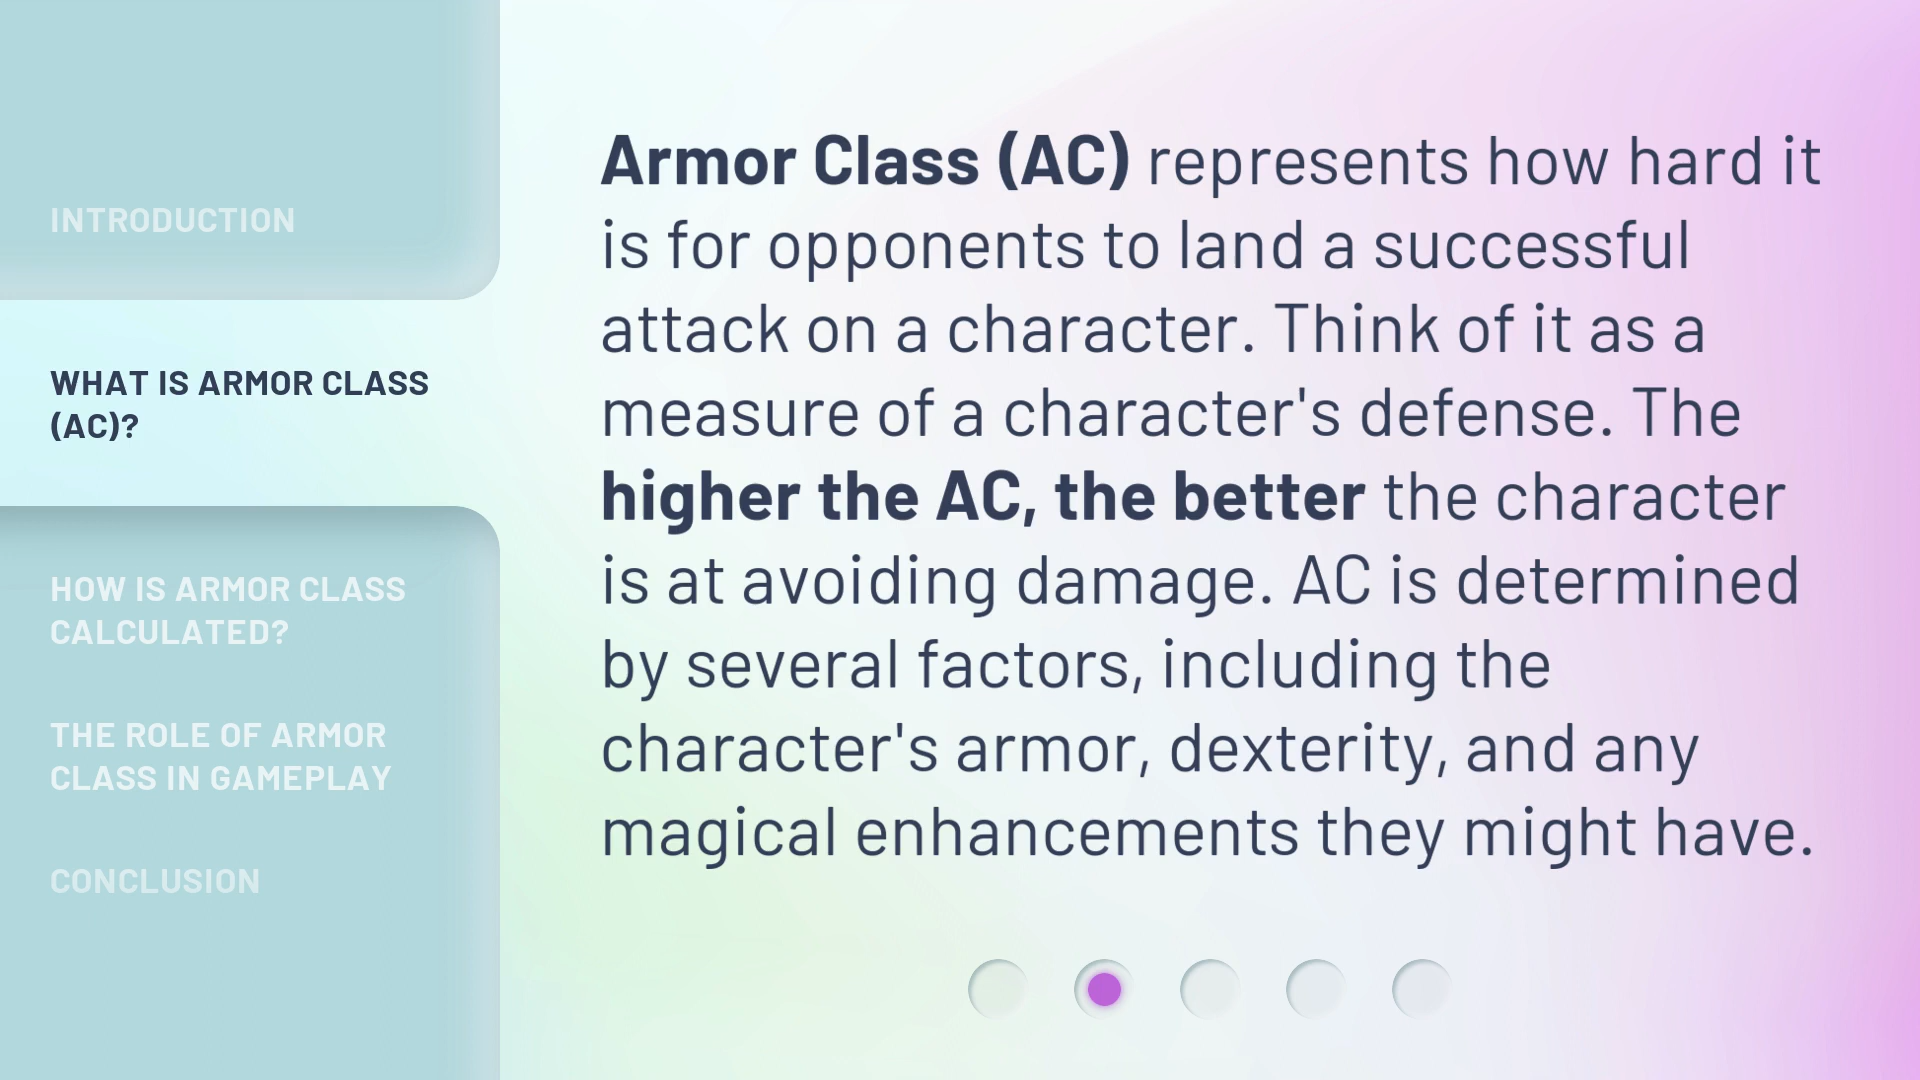 INTRODUCTION
WHAT IS ARMOR CLASS
(AC)?
HOW IS ARMOR CLASS
CALCULATED?
THE ROLE OF ARMOR
CLASS IN GAMEPLAY
CONCLUSION
Armor Class (AC) represents how hard it
is for opponents to land a successful
attack on a character. Think of it as a
measure of a character's defense. The
higher the AC, the better the character
is at avoiding damage. AC is determined
by several factors, including the
character's armor, dexterity, and any
magical enhancements they might have.